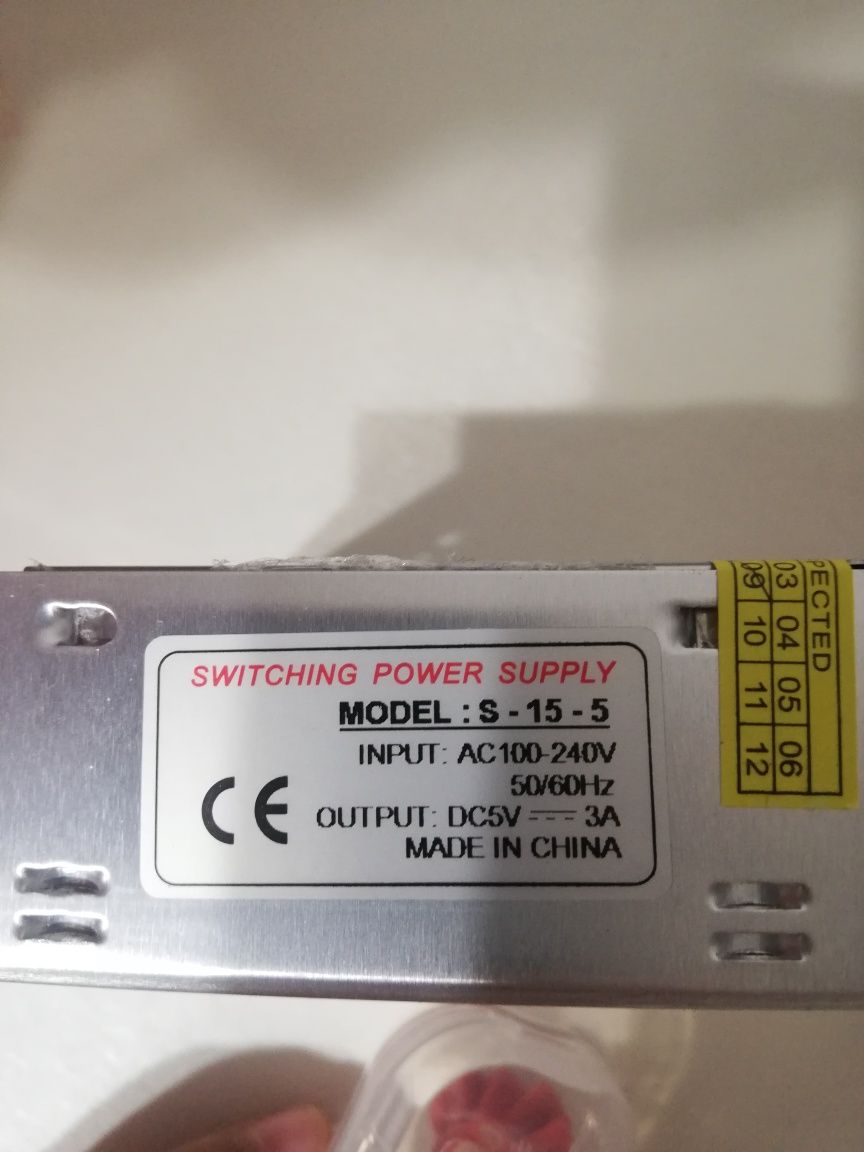 SWITCHING POWER SUPPLY
MODEL : S - 15 - 5
INPUT: AC100-240V
50/60Hz
CE
OUTPUT: DC5V --- 3A
MADE IN CHINA
PECTED
03 04 05 06
09 10 11 12